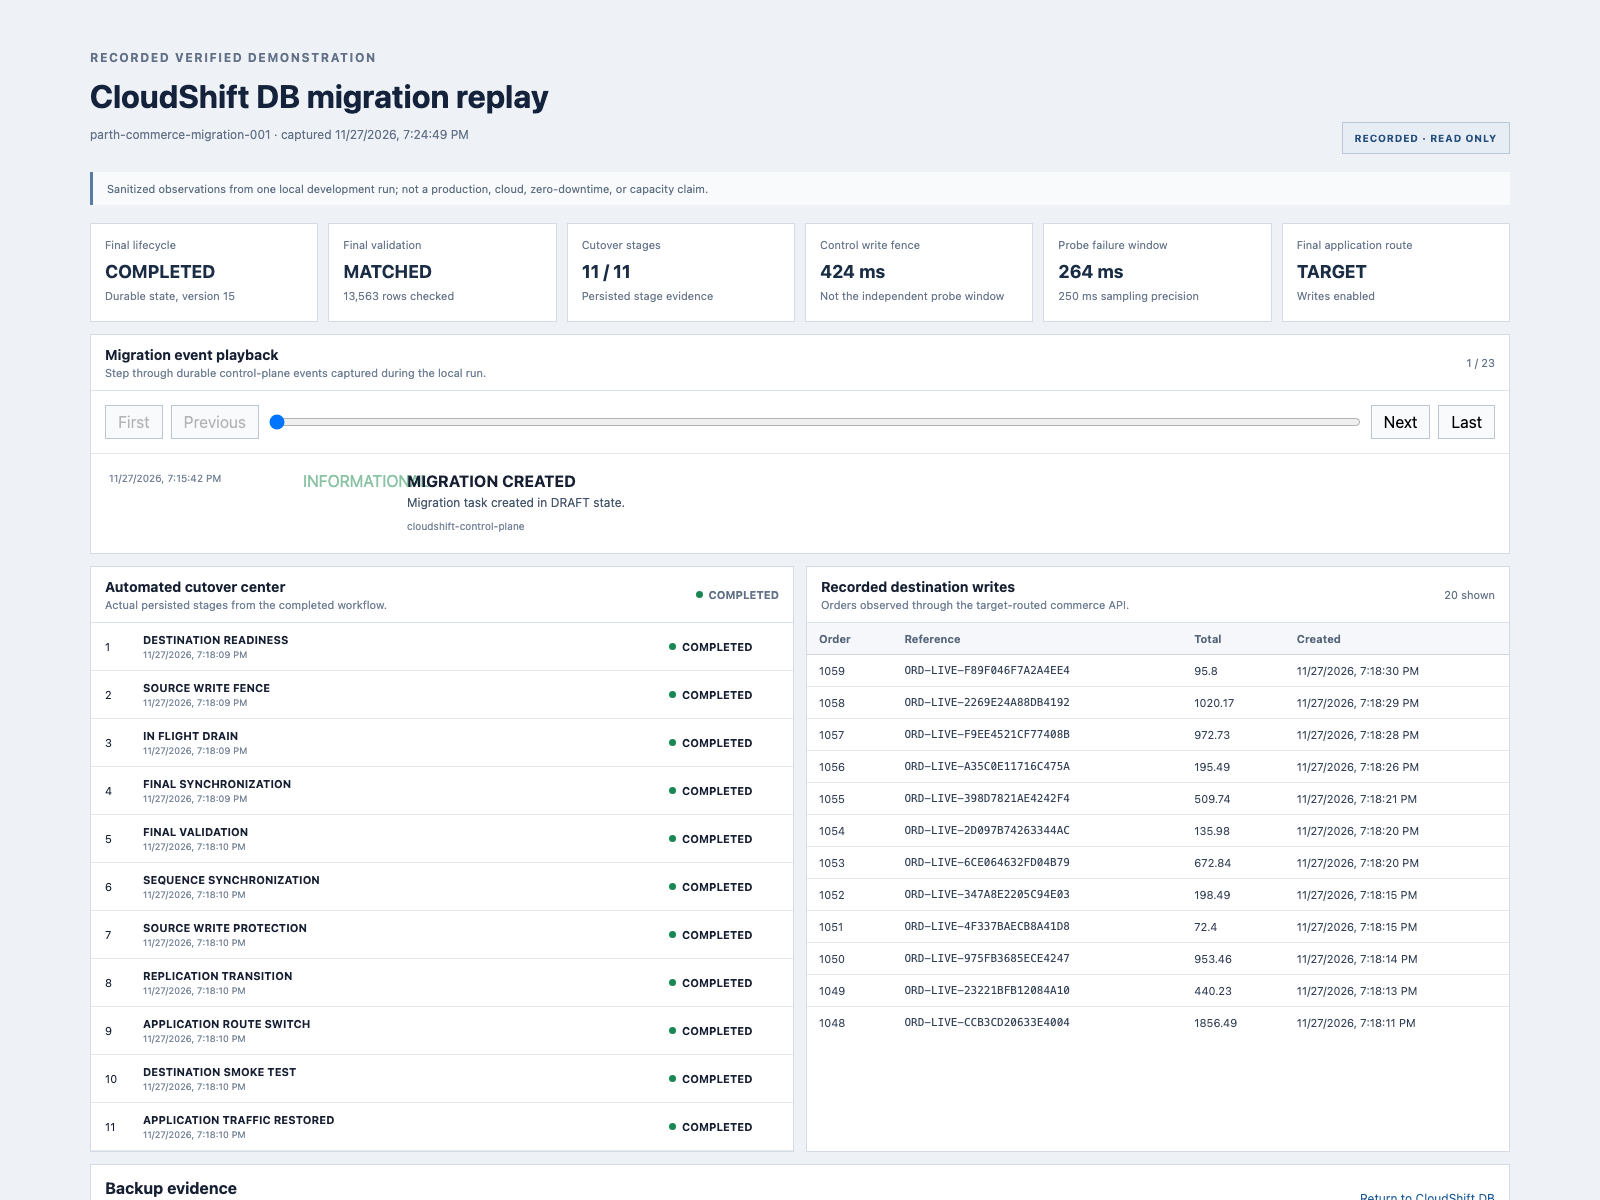 RECORDED VERIFIED DEMONSTRATION
CloudShift DB migration replay
parth-commerce-migration-001 · captured 11/27/2026, 7:24:49 PM
RECORDED · READ ONLY
Sanitized observations from one local development run; not a production, cloud, zero-downtime, or capacity claim.
Final lifecycle
COMPLETED
Durable state, version 15
Final validation
MATCHED
13,563 rows checked
Cutover stages
11 / 11
Persisted stage evidence
Control write fence
424 ms
Not the independent probe window
Probe failure window
264 ms
250 ms sampling precision
Final application route
TARGET
Writes enabled
Migration event playback
Step through durable control-plane events captured during the local run.
1 / 23
First Previous Next Last
11/27/2026, 7:15:42 PM
INFORMATIONAL
MIGRATION CREATED
Migration task created in DRAFT state.
cloudshift-control-plane
Automated cutover center
Actual persisted stages from the completed workflow.
COMPLETED
1 DESTINATION READINESS COMPLETED
11/27/2026, 7:18:09 PM
2 SOURCE WRITE FENCE COMPLETED
11/27/2026, 7:18:09 PM
3 IN FLIGHT DRAIN COMPLETED
11/27/2026, 7:18:09 PM
4 FINAL SYNCHRONIZATION COMPLETED
11/27/2026, 7:18:09 PM
5 FINAL VALIDATION COMPLETED
11/27/2026, 7:18:10 PM
6 SEQUENCE SYNCHRONIZATION COMPLETED
11/27/2026, 7:18:10 PM
7 SOURCE WRITE PROTECTION COMPLETED
11/27/2026, 7:18:10 PM
8 REPLICATION TRANSITION COMPLETED
11/27/2026, 7:18:10 PM
9 APPLICATION ROUTE SWITCH COMPLETED
11/27/2026, 7:18:10 PM
10 DESTINATION SMOKE TEST COMPLETED
11/27/2026, 7:18:10 PM
11 APPLICATION TRAFFIC RESTORED COMPLETED
11/27/2026, 7:18:10 PM
Recorded destination writes
Orders observed through the target-routed commerce API.
20 shown
Order Reference Total Created
1059 ORD-LIVE-F89F046F7A2A4EE4 95.8 11/27/2026, 7:18:30 PM
1058 ORD-LIVE-2269E24A88DB4192 1020.17 11/27/2026, 7:18:29 PM
1057 ORD-LIVE-F9EE4521CF77408B 972.73 11/27/2026, 7:18:28 PM
1056 ORD-LIVE-A35C0E11716C475A 195.49 11/27/2026, 7:18:26 PM
1055 ORD-LIVE-398D7821AE4242F4 509.74 11/27/2026, 7:18:21 PM
1054 ORD-LIVE-2D097B74263344AC 135.98 11/27/2026, 7:18:20 PM
1053 ORD-LIVE-6CE064632FD04B79 672.84 11/27/2026, 7:18:20 PM
1052 ORD-LIVE-347A8E2205C94E03 198.49 11/27/2026, 7:18:15 PM
1051 ORD-LIVE-4F337BAECB8A41D8 72.4 11/27/2026, 7:18:15 PM
1050 ORD-LIVE-975FB3685ECE4247 953.46 11/27/2026, 7:18:14 PM
1049 ORD-LIVE-23221BFB12084A10 440.23 11/27/2026, 7:18:13 PM
1048 ORD-LIVE-CCB3CD20633E4004 1856.49 11/27/2026, 7:18:11 PM
Backup evidence
Return to CloudShift DB